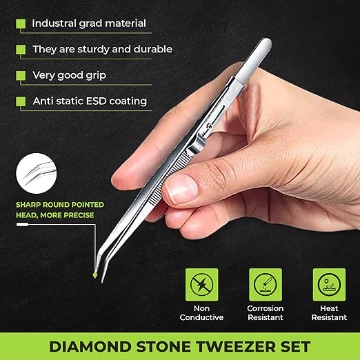 Industrial grad material
They are sturdy and durable
Very good grip
Anti static ESD coating
SHARP ROUND POINTED
HEAD, MORE PRECISE
Non
Conductive
Corrosion
Resistant
Heat
Resistant
DIAMOND STONE TWEEZER SET